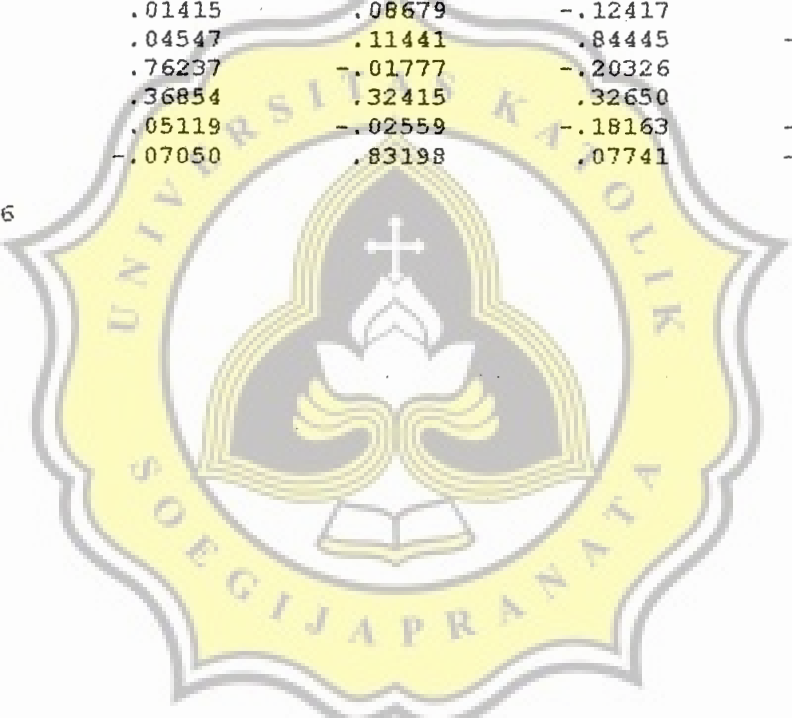 .01415 .08679 -.12417
.04547 .11441 .84445 -
.76237 -.01777 -.20326
.36854 .32415 .32650
.05119 -.02559 -.18163 -
-.07050 .83198 .07741 -
6
UNIVERSITAS KATOLIK
SOEGIJAPRANATA